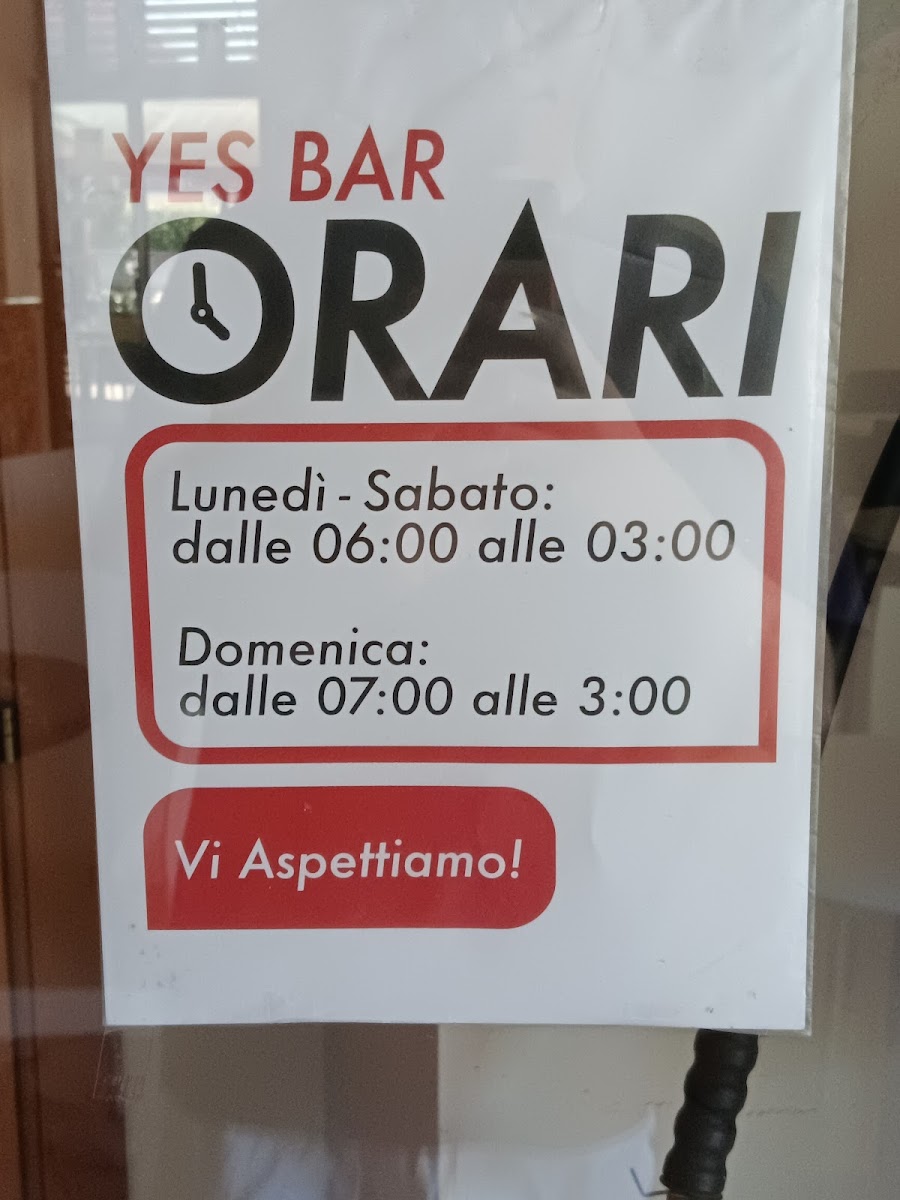 YES BAR
ORARI
Lunedì - Sabato:
dalle 06:00 alle 03:00
Domenica:
dalle 07:00 alle 3:00
Vi Aspettiamo!